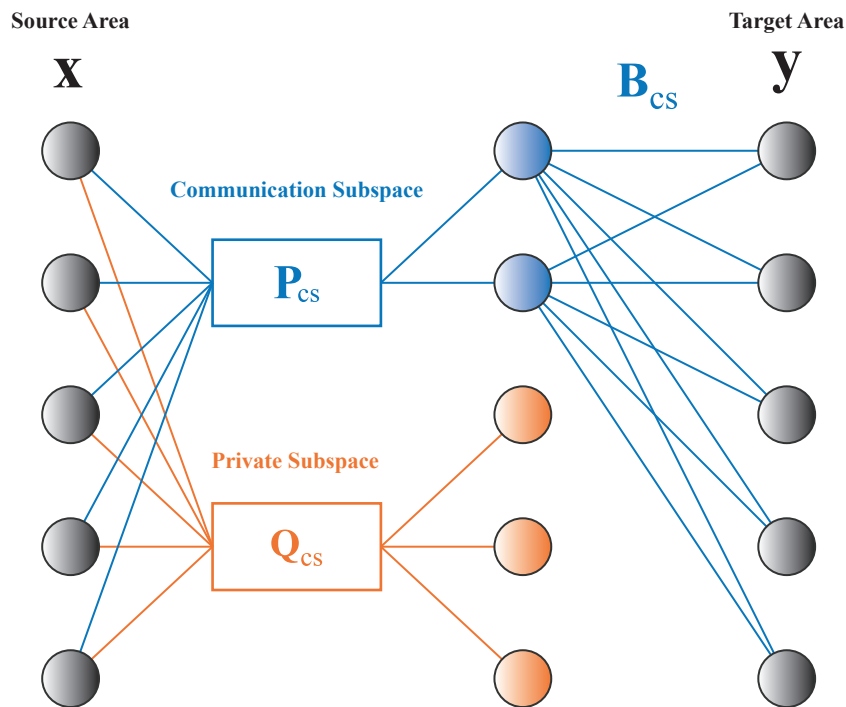 Source Area
Target Area
x
B_cs
y
Communication Subspace
P_cs
Private Subspace
Q_cs